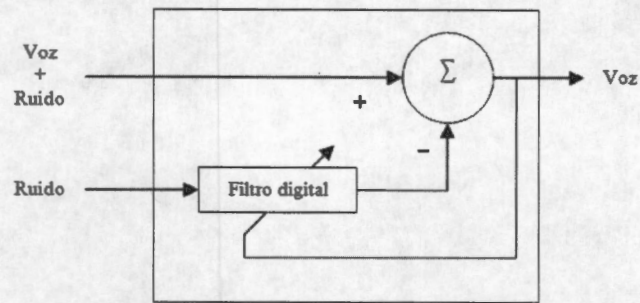 Voz
+
Ruido
Σ
Voz
+
−
Ruido
Filtro digital